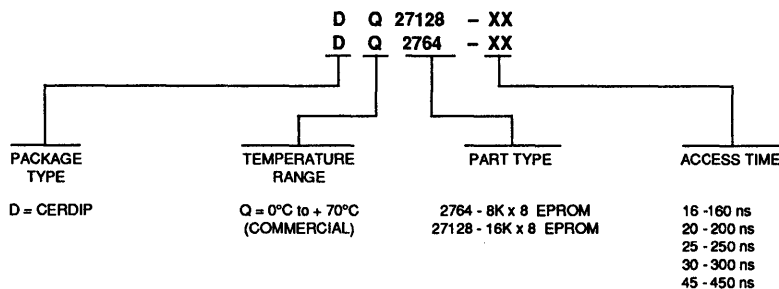 D Q 27128 - XX
D Q 2764 - XX
PACKAGE TYPE
D = CERDIP
TEMPERATURE RANGE
Q = 0°C to + 70°C
(COMMERCIAL)
PART TYPE
2764 - 8K x 8 EPROM
27128 - 16K x 8 EPROM
ACCESS TIME
16 -160 ns
20 -200 ns
25 -250 ns
30 -300 ns
45 -450 ns